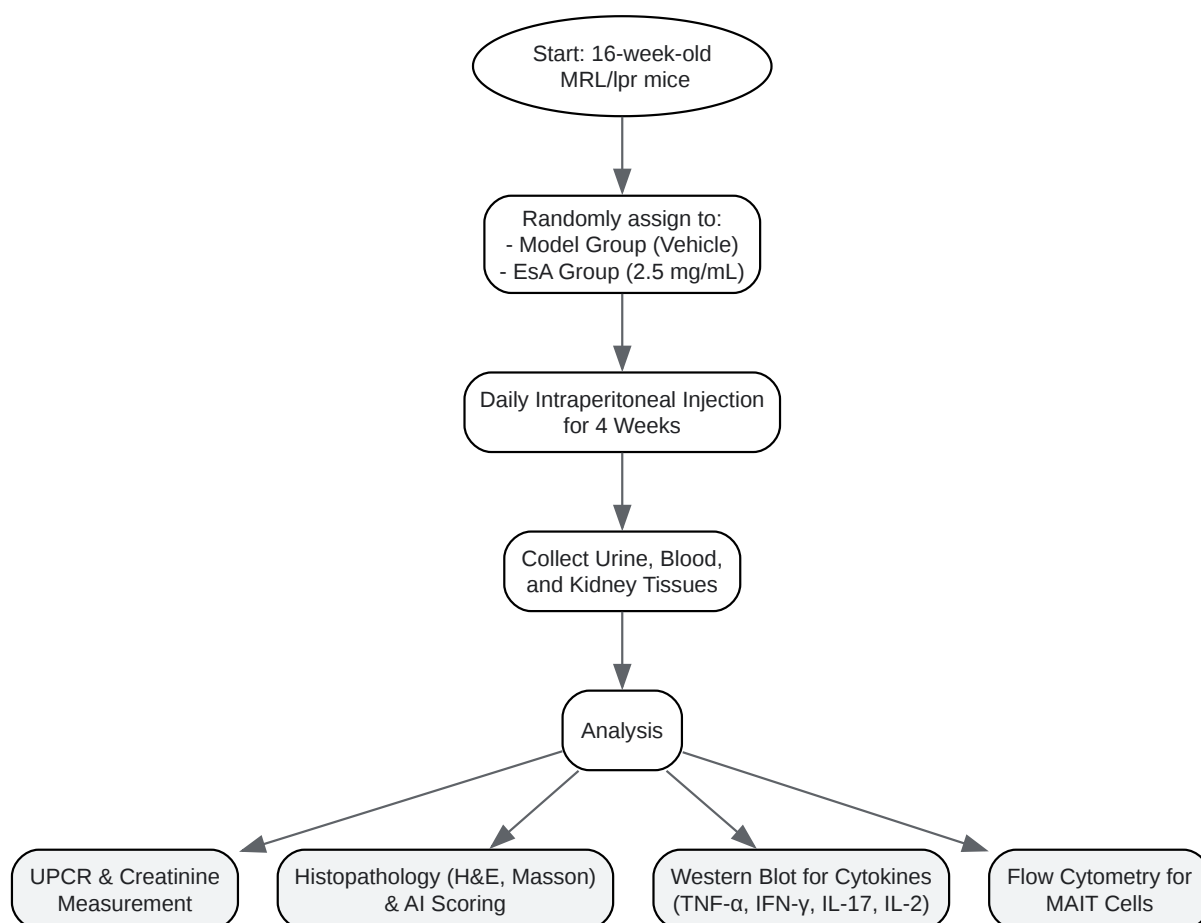 Start: 16-week-old
MRL/lpr mice
Randomly assign to:
- Model Group (Vehicle)
- EsA Group (2.5 mg/mL)
Daily Intraperitoneal Injection
for 4 Weeks
Collect Urine, Blood,
and Kidney Tissues
Analysis
UPCR & Creatinine
Measurement
Histopathology (H&E, Masson)
& AI Scoring
Western Blot for Cytokines
(TNF-α, IFN-γ, IL-17, IL-2)
Flow Cytometry for
MAIT Cells